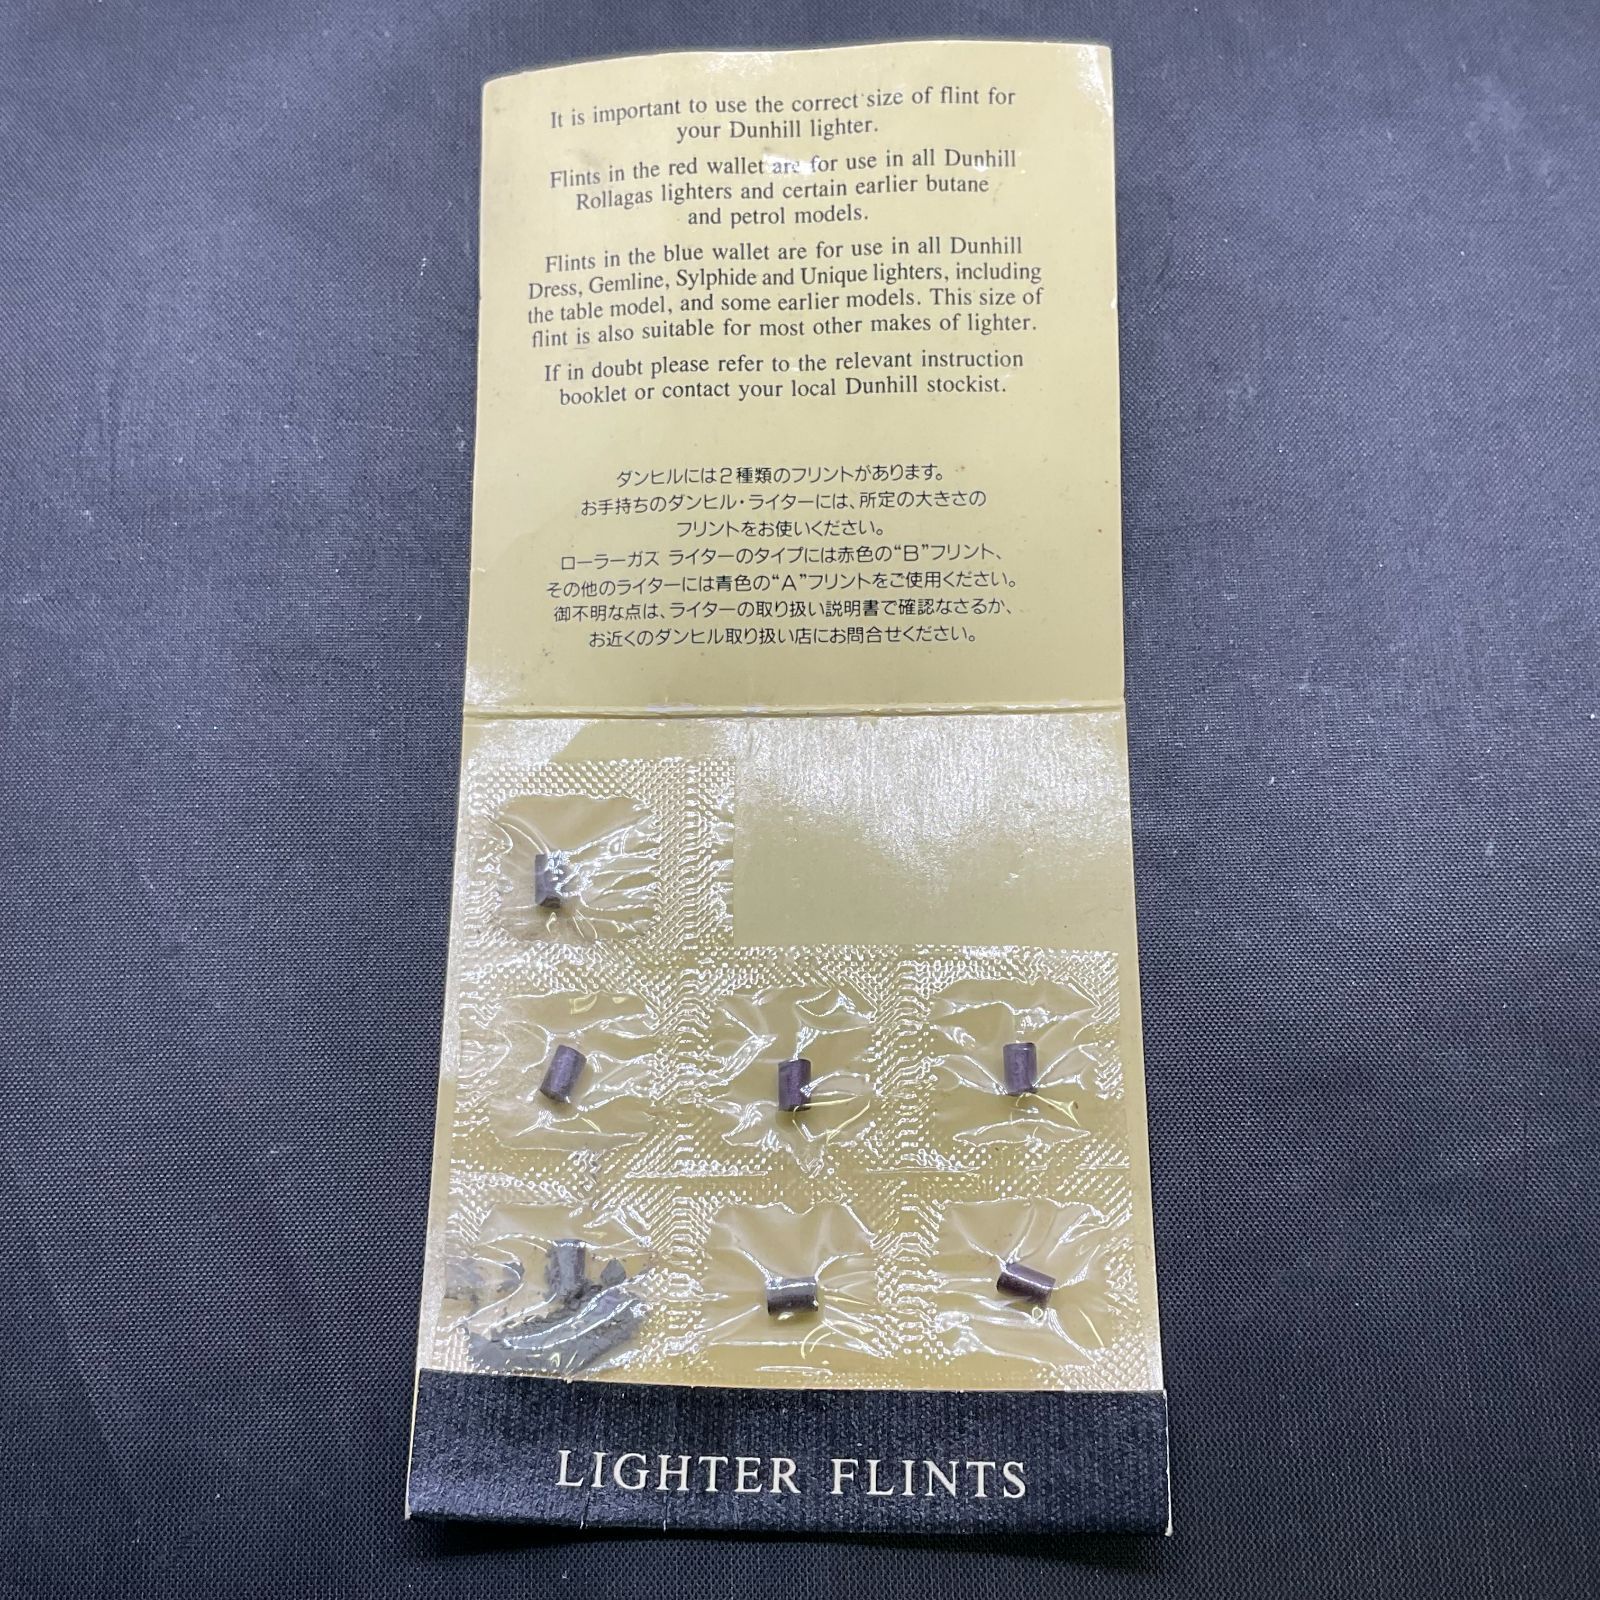 It is important to use the correct size of flint for
your Dunhill lighter.
Flints in the red wallet are for use in all Dunhill
Rollagas lighters and certain earlier butane
and petrol models.
Flints in the blue wallet are for use in all Dunhill
Dress, Gemline, Sylphide and Unique lighters, including
the table model, and some earlier models. This size of
flint is also suitable for most other makes of lighter.
If in doubt please refer to the relevant instruction
booklet or contact your local Dunhill stockist.
ダンヒルには2種類のフリントがあります。
お手持ちのダンヒル・ライターには、所定の大きさの
フリントをお使いください。
ローラーガス ライターのタイプには赤色の“B”フリント、
その他のライターには青色の“A”フリントをご使用ください。
御不明な点は、ライターの取り扱い説明書で確認なさるか、
お近くのダンヒル取り扱い店にお問合せください。
LIGHTER FLINTS